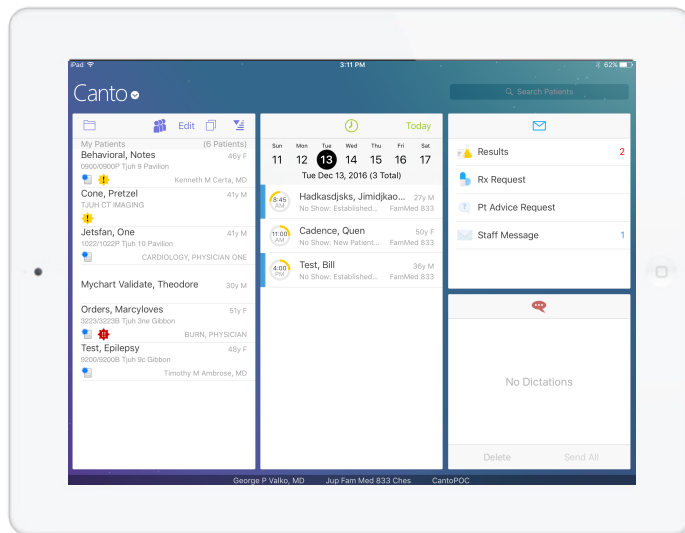 iPad 3:11 PM 62%
Canto
Search Patients
Edit
My Patients (6 Patients)
Behavioral, Notes 46y F
0900/0900P Tjuh 9 Pavilion
Kenneth M Certa, MD
Cone, Pretzel 41y M
TJUH CT IMAGING
Jetsfan, One 41y M
1022/1022P Tjuh 10 Pavilion
CARDIOLOGY, PHYSICIAN ONE
Mychart Validate, Theodore 30y M
Orders, Marcyloves 51y F
3223/3223B Tjuh 3ne Gibbon
BURN, PHYSICIAN
Test, Epilepsy 48y F
9200/9200B Tjuh 9c Gibbon
Timothy M Ambrose, MD
Today
Sun Mon Tue Wed Thu Fri Sat
11 12 13 14 15 16 17
Tue Dec 13, 2016 (3 Total)
8:45 AM Hadkasdjsks, Jimidjkao... 27y M
No Show: Established... FamMed 833
11:00 AM Cadence, Quen 50y F
No Show: New Patient... FamMed 833
4:00 PM Test, Bill 36y M
No Show: Established... FamMed 833
Results 2
Rx Request
Pt Advice Request
Staff Message 1
No Dictations
Delete Send All
George P Valko, MD Jup Fam Med 833 Ches CantoPOC